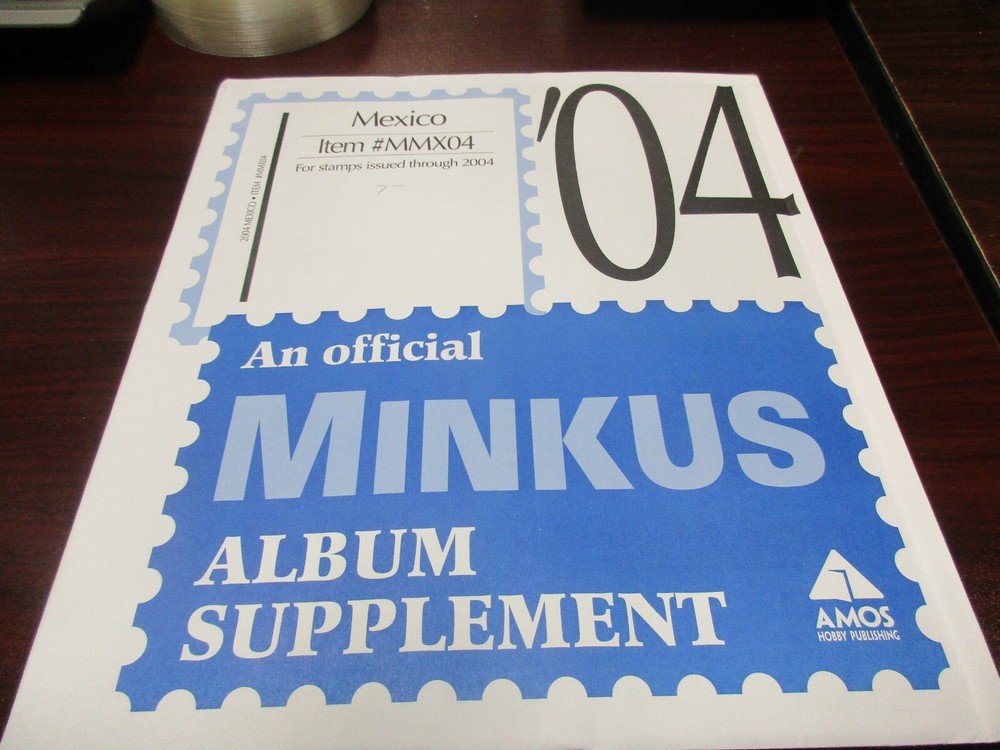 Mexico
Item #MMX04
For stamps issued through 2004
2004 MEXICO • ITEM #MMX04
'04
An official
MINKUS
ALBUM
SUPPLEMENT
AMOS
HOBBY PUBLISHING